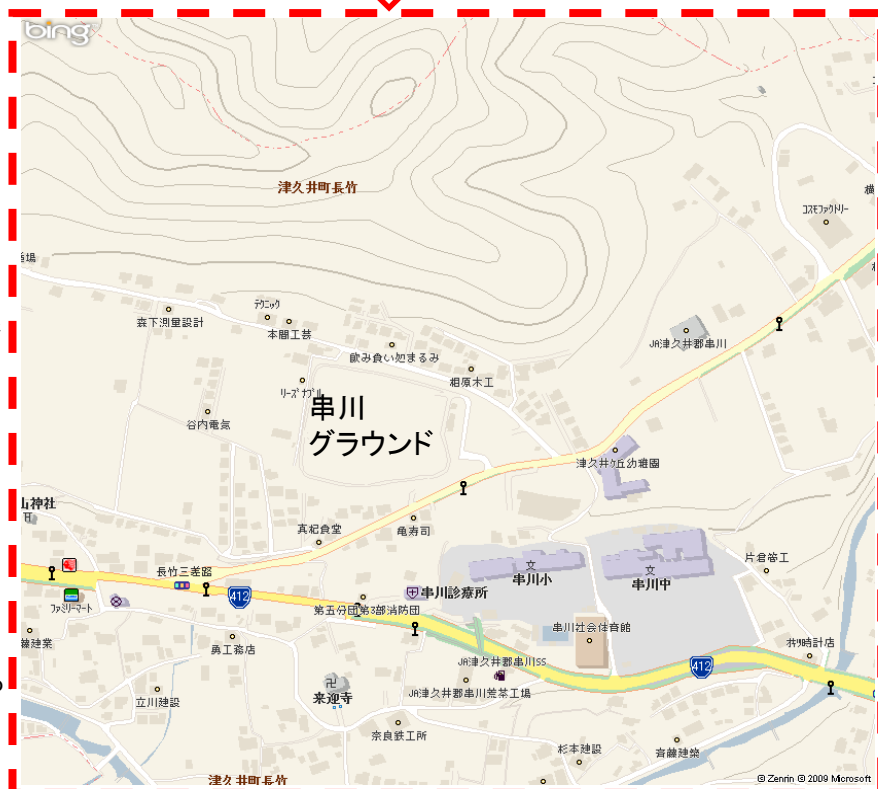 bing
津久井町長竹
コスモファクトリー
道場
森下測量設計
テクニック
本間工芸
飲み食い処まるみ
JA津久井郡串川
相原木工
リーズナブル
串川
グラウンド
谷内電気
津久井ケ丘幼稚園
山神社
真紀食堂
亀寿司
長竹三差路
片倉管工
文
串川小
文
串川中
412
串川診療所
ファミリーマート
第五分団第3部消防団
勇工務店
串川社会体育館
JA津久井郡串川SS
412
来迎寺
JA津久井郡串川荒茶工場
立川建設
奈良鉄工所
杉本建設
斉藤建築
津久井町長竹
© Zenrin © 2009 Microsoft